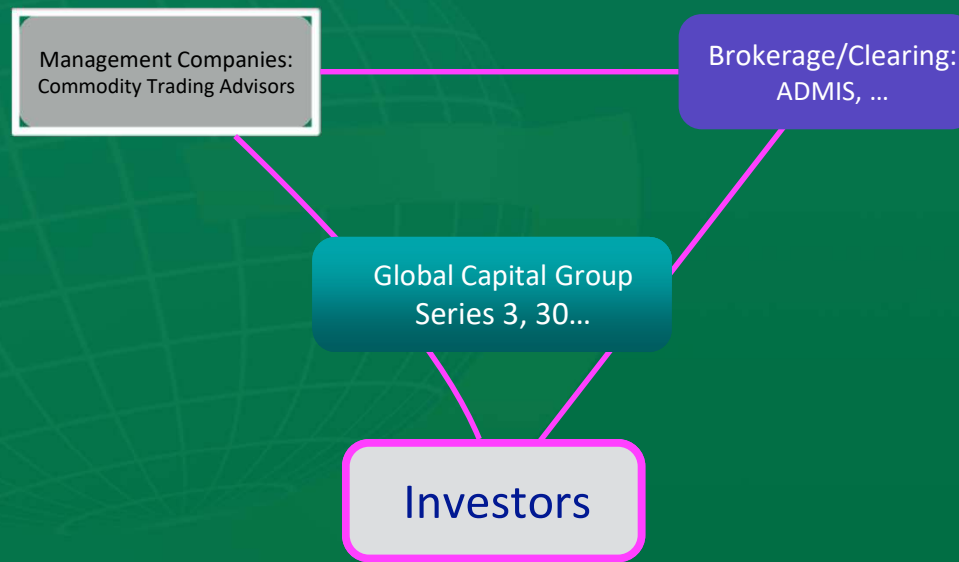 Management Companies:
Commodity Trading Advisors
Brokerage/Clearing:
ADMIS, …
Global Capital Group
Series 3, 30…
Investors